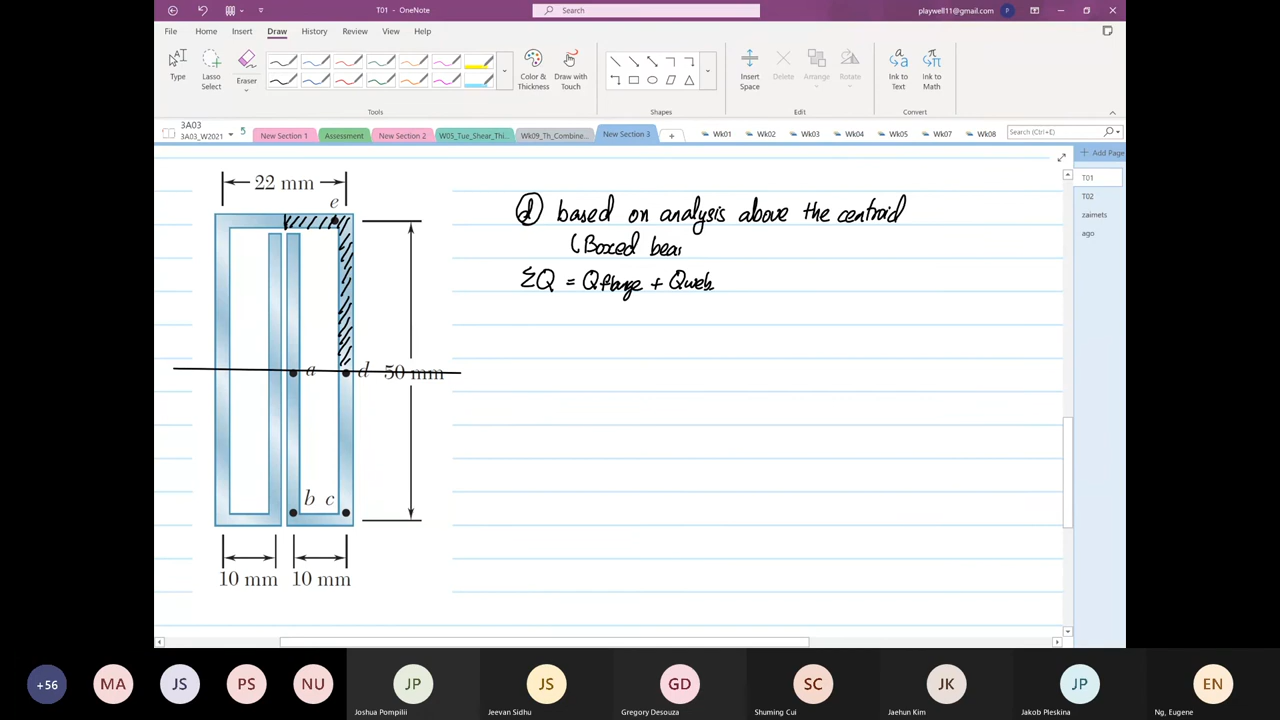 T01 - OneNote
Search
playwell11@gmail.com
P
File
Home
Insert
Draw
History
Review
View
Help
Type
Lasso Select
Eraser
Color & Thickness
Draw with Touch
Insert Space
Delete
Arrange
Rotate
Ink to Text
Ink to Math
Tools
Shapes
Edit
Convert
3A03
3A03_W2021
5
New Section 1
Assessment
New Section 2
W05_Tue_Shear_Thi...
Wk09_Th_Combine...
New Section 3
Wk01
Wk02
Wk03
Wk04
Wk05
Wk07
Wk08
Search (Ctrl+E)
Add Page
T01
T02
zaimets
ago
22 mm
e
a
d
50 mm
b
c
10 mm
10 mm
d based on analysis above the centroid
(Boxed bea
ΣQ = Qflange + Qweb
+56
MA
JS
PS
NU
JP
JS
GD
SC
JK
JP
EN
Joshua Pompilii
Jeevan Sidhu
Gregory Desouza
Shuming Cui
Jaehun Kim
Jakob Pleskina
Ng, Eugene